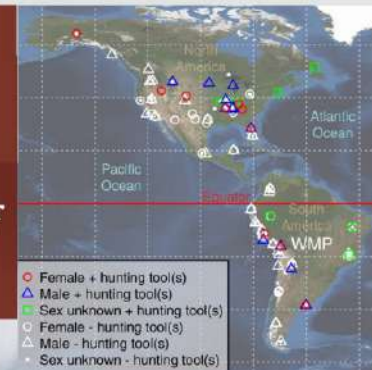 North
America
Atlantic
Ocean
Pacific
Ocean
Equator
South
America
WMP
Female + hunting tool(s)
Male + hunting tool(s)
Sex unknown + hunting tool(s)
Female - hunting tool(s)
Male - hunting tool(s)
Sex unknown - hunting tool(s)